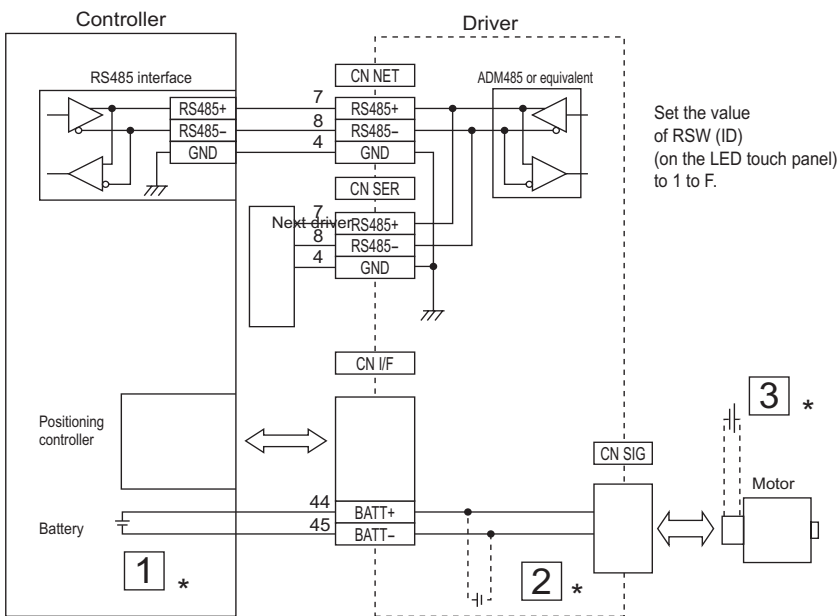 Controller
Driver
RS485 interface
CN NET
ADM485 or equivalent
RS485+
7
RS485+
RS485−
8
RS485−
GND
4
GND
Set the value
of RSW (ID)
(on the LED touch panel)
to 1 to F.
CN SER
Next driver
7
RS485+
8
RS485−
4
GND
CN I/F
Positioning
controller
CN SIG
3 *
Motor
Battery
44
BATT+
45
BATT−
1 *
2 *